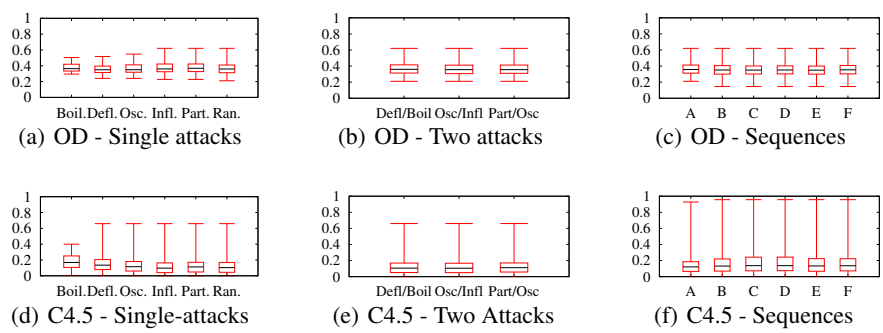 1 1 1
0.8 0.8 0.8
0.6 0.6 0.6
0.4 0.4 0.4
0.2 0.2 0.2
0 0 0
Boil. Defl. Osc. Infl. Part. Ran. Defl/Boil Osc/Infl Part/Osc A B C D E F
(a) OD - Single attacks (b) OD - Two attacks (c) OD - Sequences
1 1 1
0.8 0.8 0.8
0.6 0.6 0.6
0.4 0.4 0.4
0.2 0.2 0.2
0 0 0
Boil. Defl. Osc. Infl. Part. Ran. Defl/Boil Osc/Infl Part/Osc A B C D E F
(d) C4.5 - Single-attacks (e) C4.5 - Two Attacks (f) C4.5 - Sequences